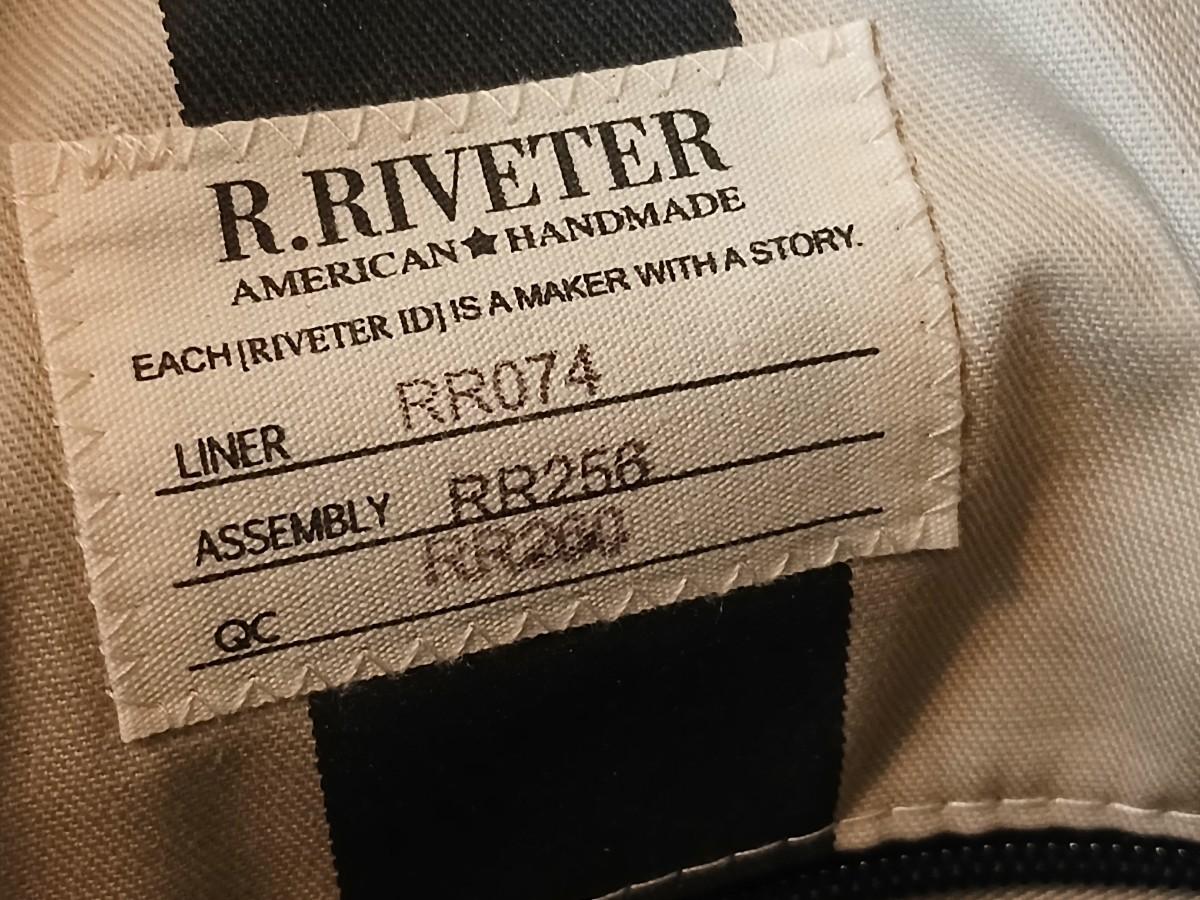 R.RIVETER
AMERICAN★HANDMADE
EACH [RIVETER ID] IS A MAKER WITH A STORY.
LINER RR074
ASSEMBLY RR256
QC